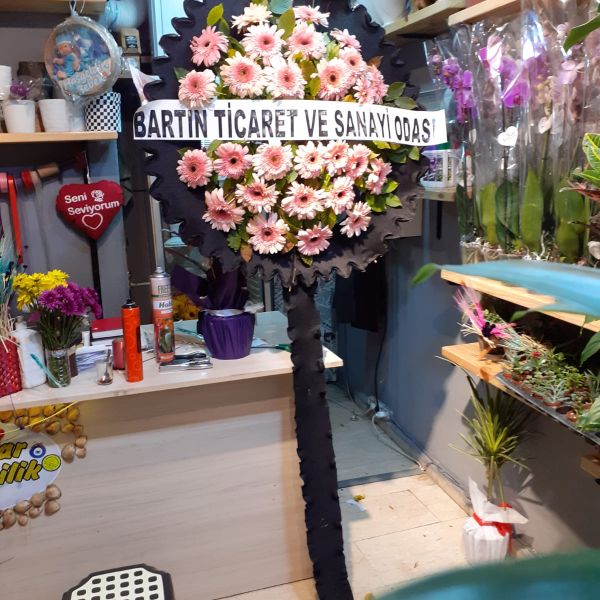 BARTIN TİCARET VE SANAYİ ODASI
Seni
Seviyorum